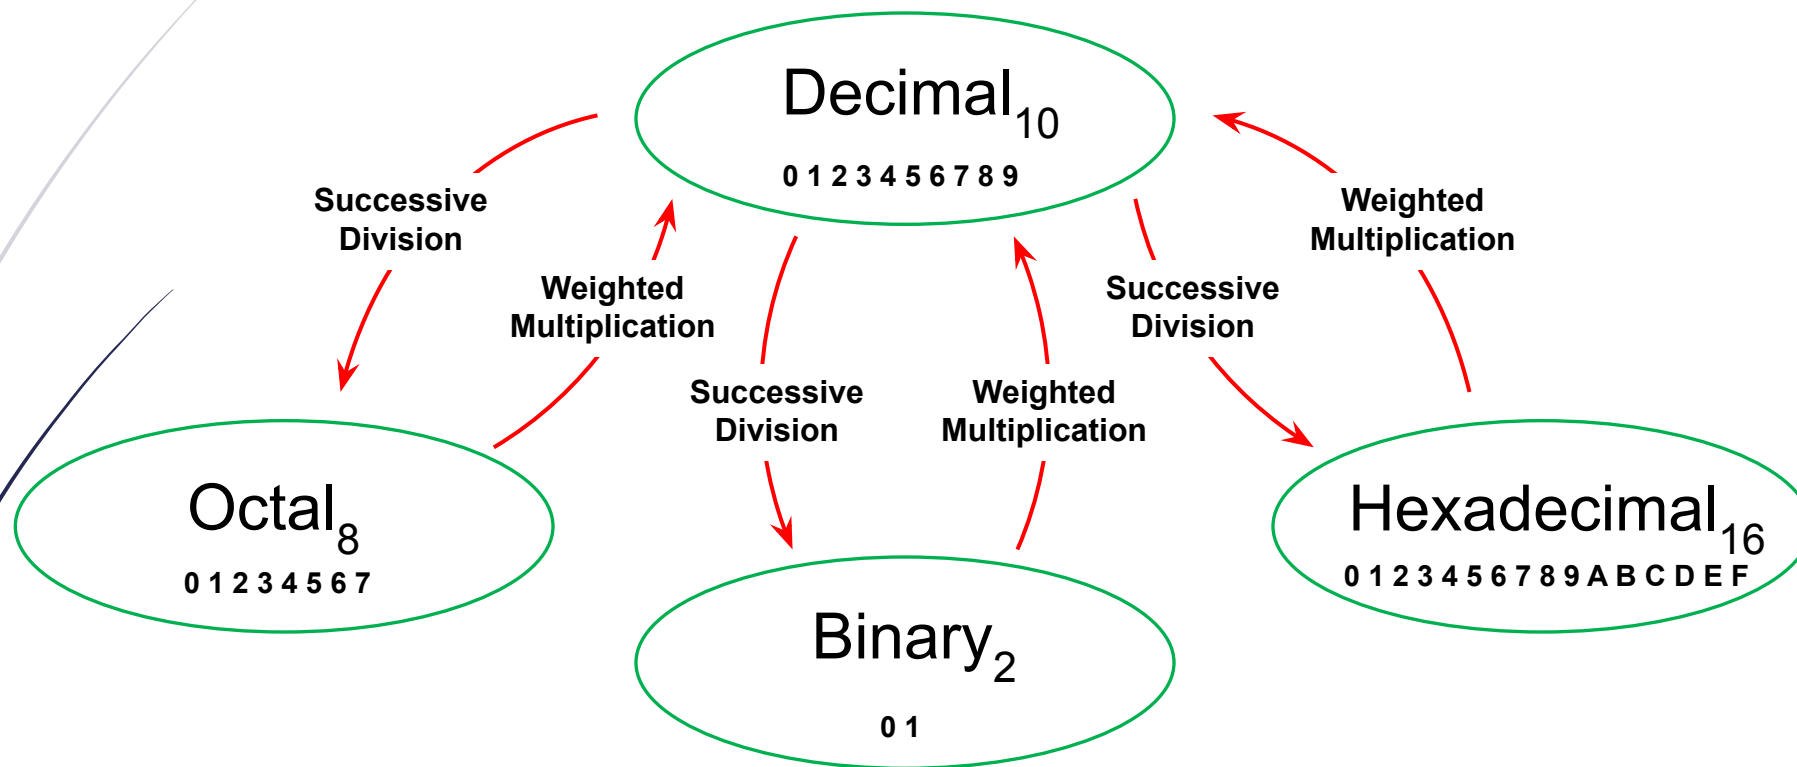 Decimal10
0 1 2 3 4 5 6 7 8 9
Successive
Division
Weighted
Multiplication
Successive
Division
Weighted
Multiplication
Successive
Division
Weighted
Multiplication
Octal8
0 1 2 3 4 5 6 7
Binary2
0 1
Hexadecimal16
0 1 2 3 4 5 6 7 8 9 A B C D E F